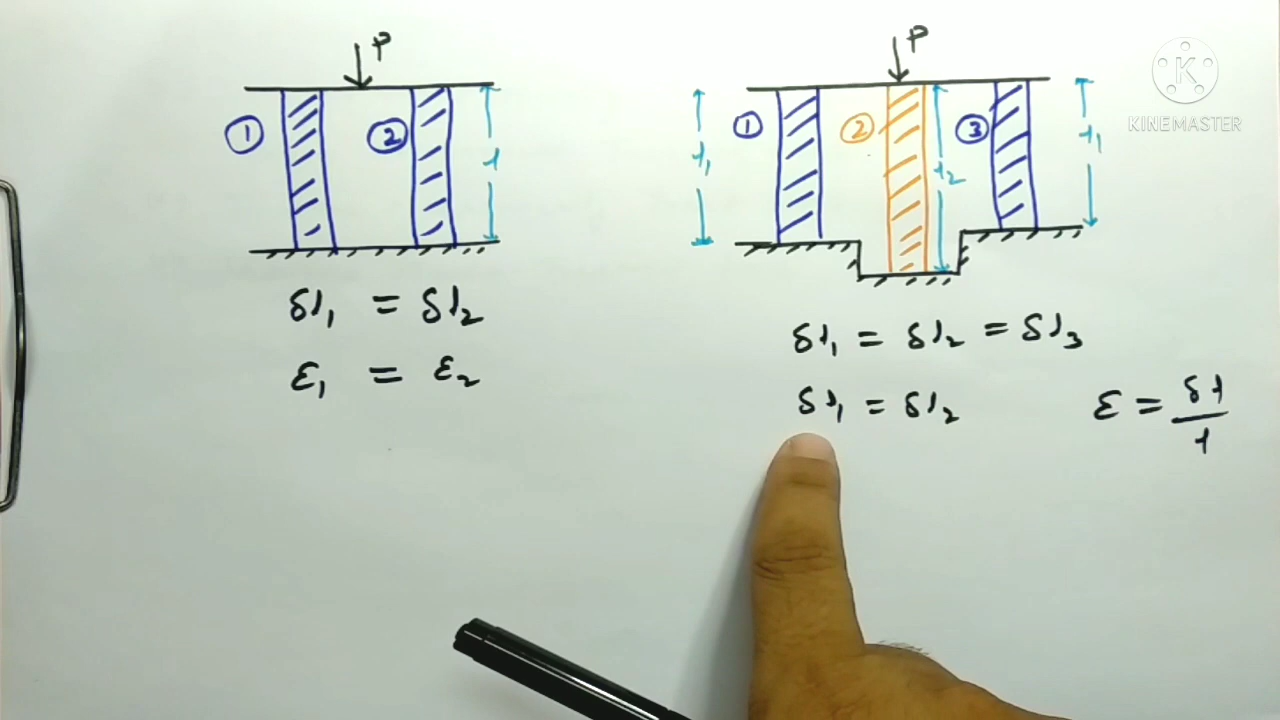 P
① ② l
δl₁ = δl₂
ε₁ = ε₂
P
l₁ ① ② l₂ ③ l₁
δl₁ = δl₂ = δl₃
δl₁ = δl₂
ε = δl / l
K
KINEMASTER